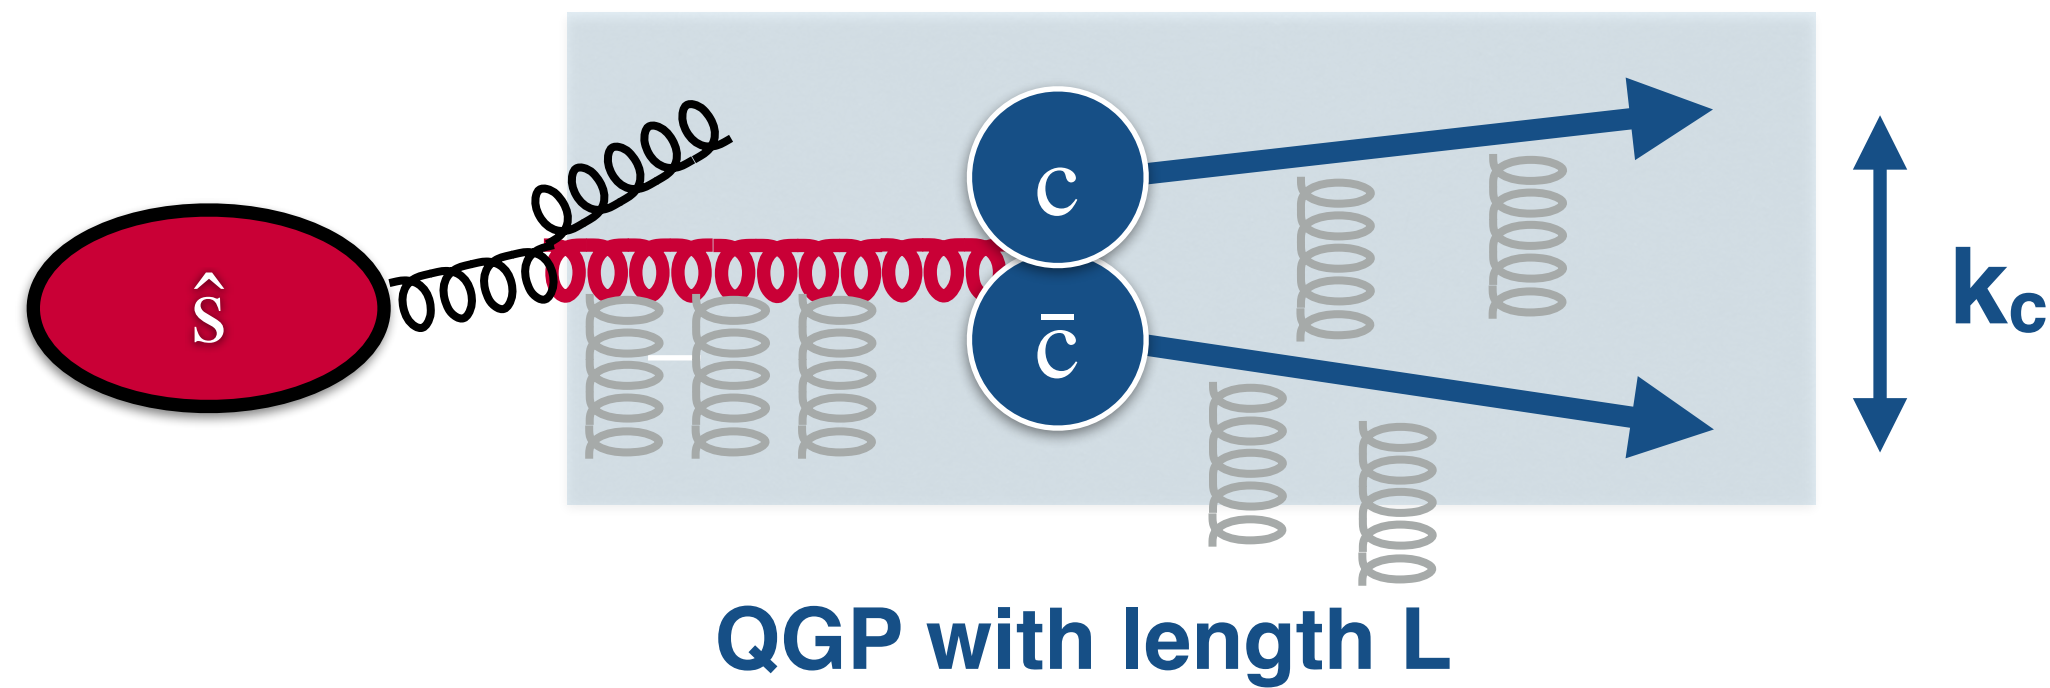 ŝ
c
c̄
k_c
QGP with length L